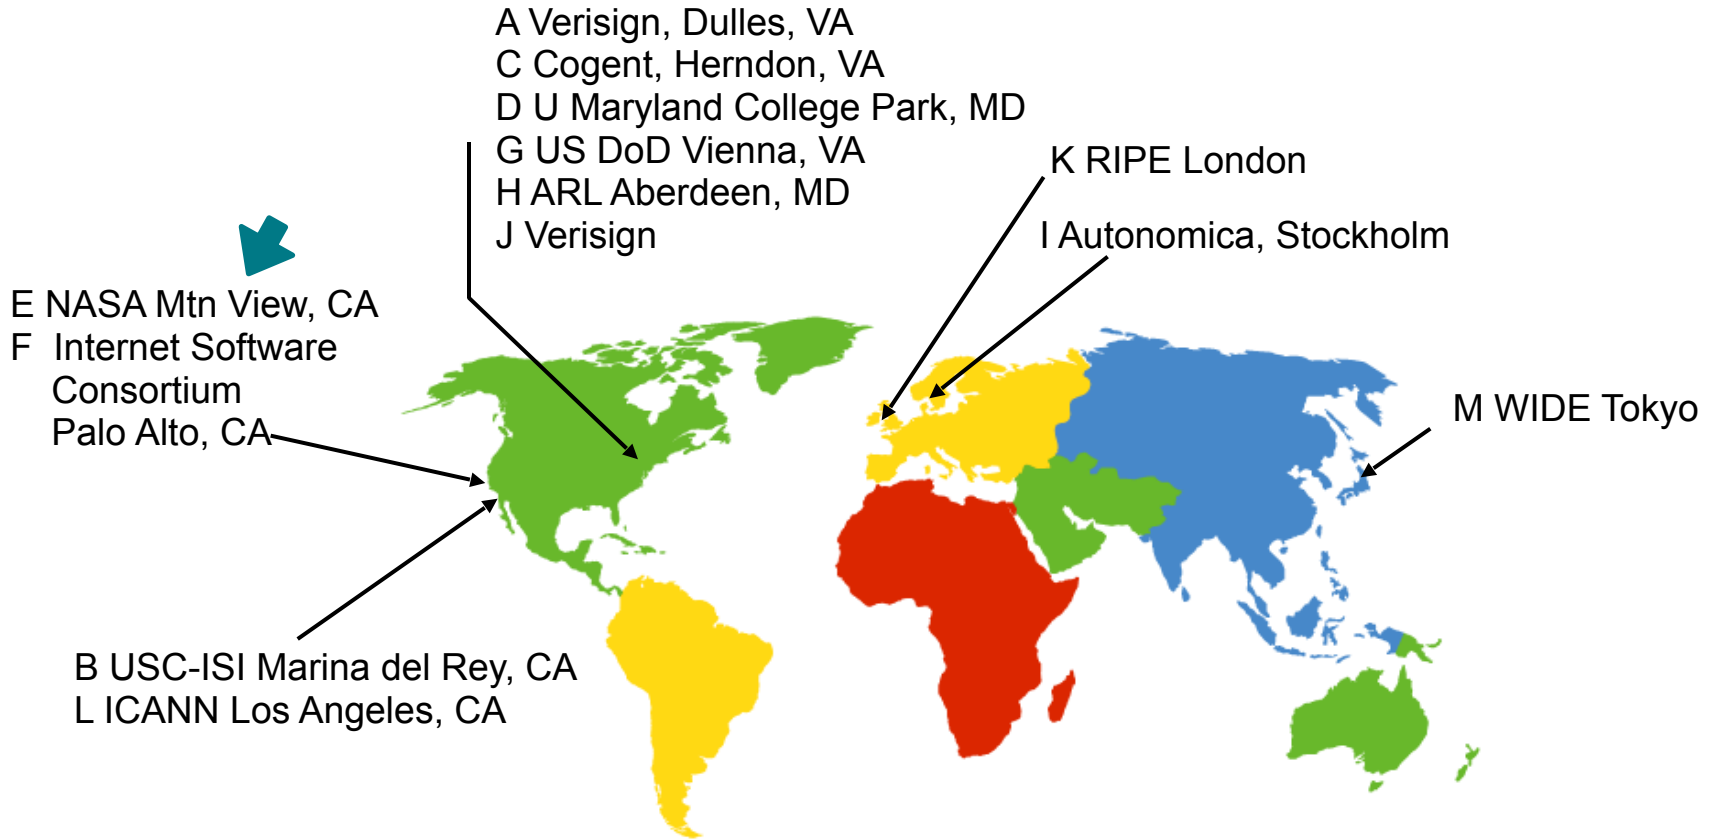 A Verisign, Dulles, VA
C Cogent, Herndon, VA
D U Maryland College Park, MD
G US DoD Vienna, VA
H ARL Aberdeen, MD
J Verisign
K RIPE London
I Autonomica, Stockholm
E NASA Mtn View, CA
F Internet Software
Consortium
Palo Alto, CA
M WIDE Tokyo
B USC-ISI Marina del Rey, CA
L ICANN Los Angeles, CA